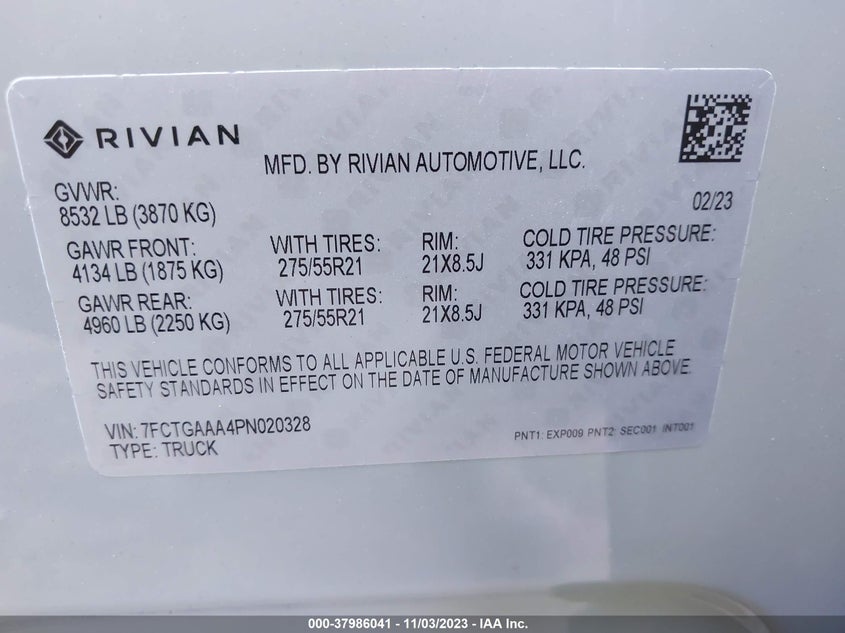 RIVIAN
MFD. BY RIVIAN AUTOMOTIVE, LLC.
GVWR:
8532 LB (3870 KG)
02/23
GAWR FRONT: WITH TIRES: RIM: COLD TIRE PRESSURE:
4134 LB (1875 KG) 275/55R21 21X8.5J 331 KPA, 48 PSI
GAWR REAR: WITH TIRES: RIM: COLD TIRE PRESSURE:
4960 LB (2250 KG) 275/55R21 21X8.5J 331 KPA, 48 PSI
THIS VEHICLE CONFORMS TO ALL APPLICABLE U.S. FEDERAL MOTOR VEHICLE
SAFETY STANDARDS IN EFFECT ON THE DATE OF MANUFACTURE SHOWN ABOVE.
VIN: 7FCTGAAA4PN020328
TYPE: TRUCK
PNT1: EXP009 PNT2: SEC001 INT001
000-37986041 - 11/03/2023 - IAA Inc.